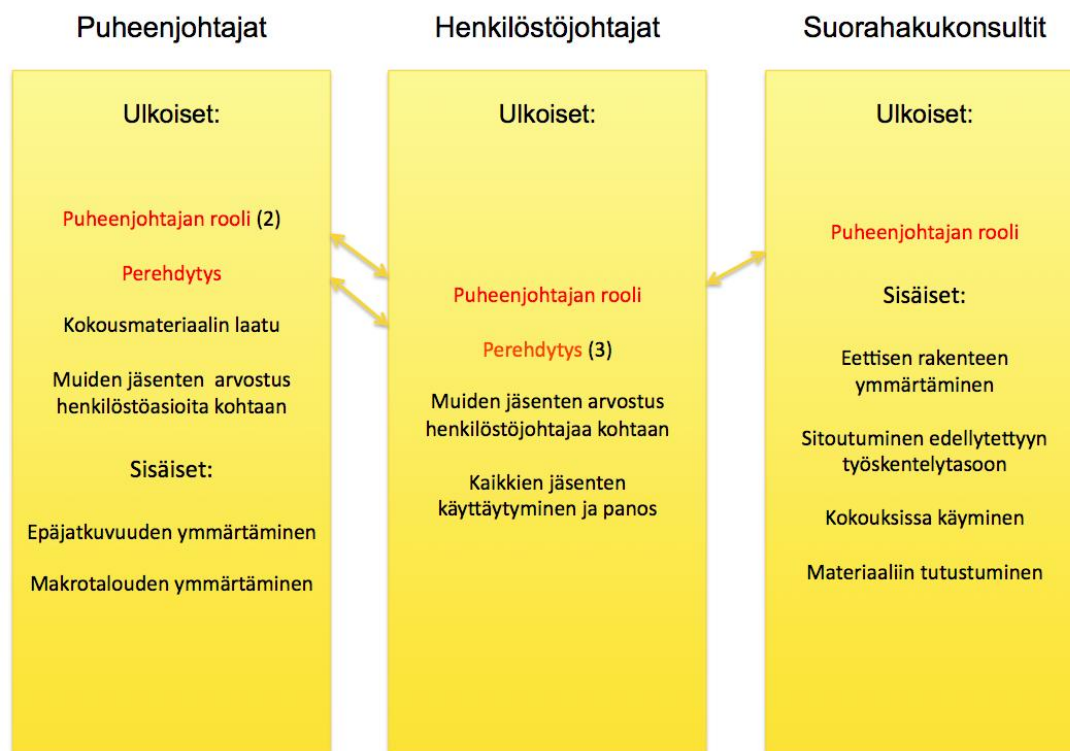 Puheenjohtajat
Ulkoiset:
Puheenjohtajan rooli (2)
Perehdytys
Kokousmateriaalin laatu
Muiden jäsenten arvostus
henkilöstöasioita kohtaan
Sisäiset:
Epäjatkuvuuden ymmärtäminen
Makrotalouden ymmärtäminen
Henkilöstöjohtajat
Ulkoiset:
Puheenjohtajan rooli
Perehdytys (3)
Muiden jäsenten arvostus
henkilöstöjohtajaa kohtaan
Kaikkien jäsenten
käyttäytyminen ja panos
Suorahakukonsultit
Ulkoiset:
Puheenjohtajan rooli
Sisäiset:
Eettisen rakenteen
ymmärtäminen
Sitoutuminen edellytettyyn
työskentelytasoon
Kokouksissa käyminen
Materiaaliin tutustuminen